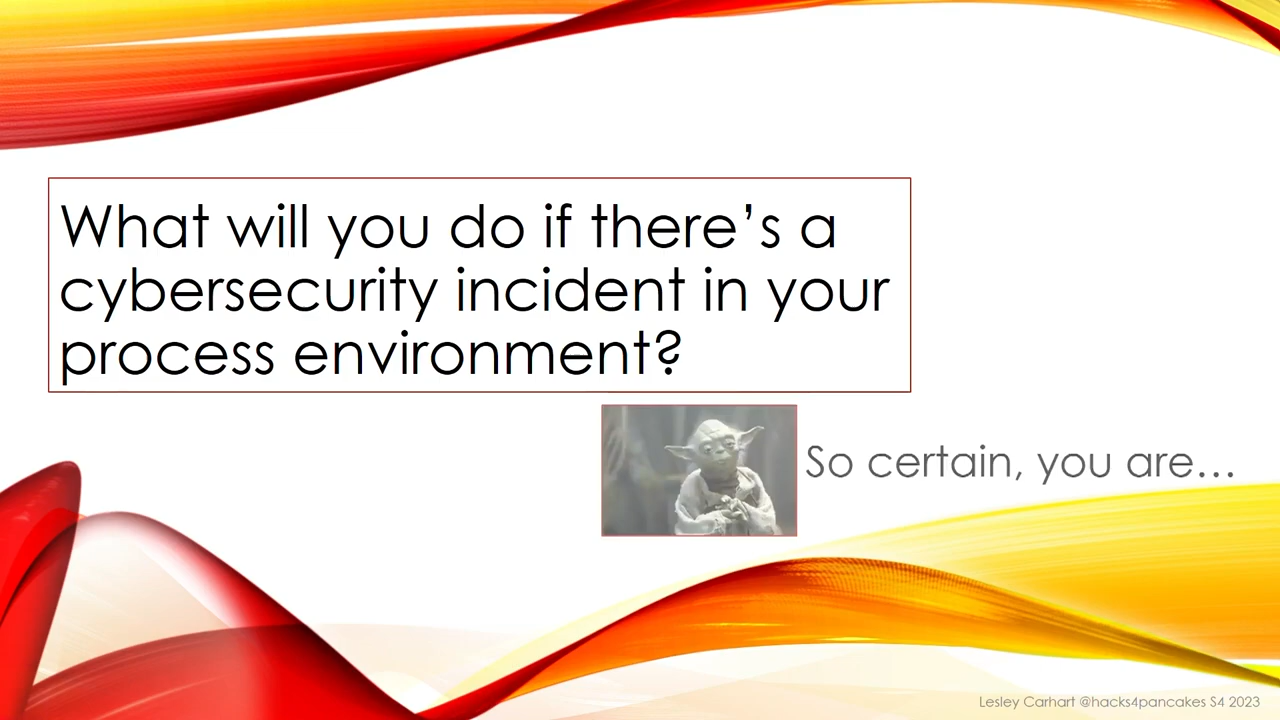 What will you do if there’s a
cybersecurity incident in your
process environment?
So certain, you are…
Lesley Carhart @hacks4pancakes S4 2023